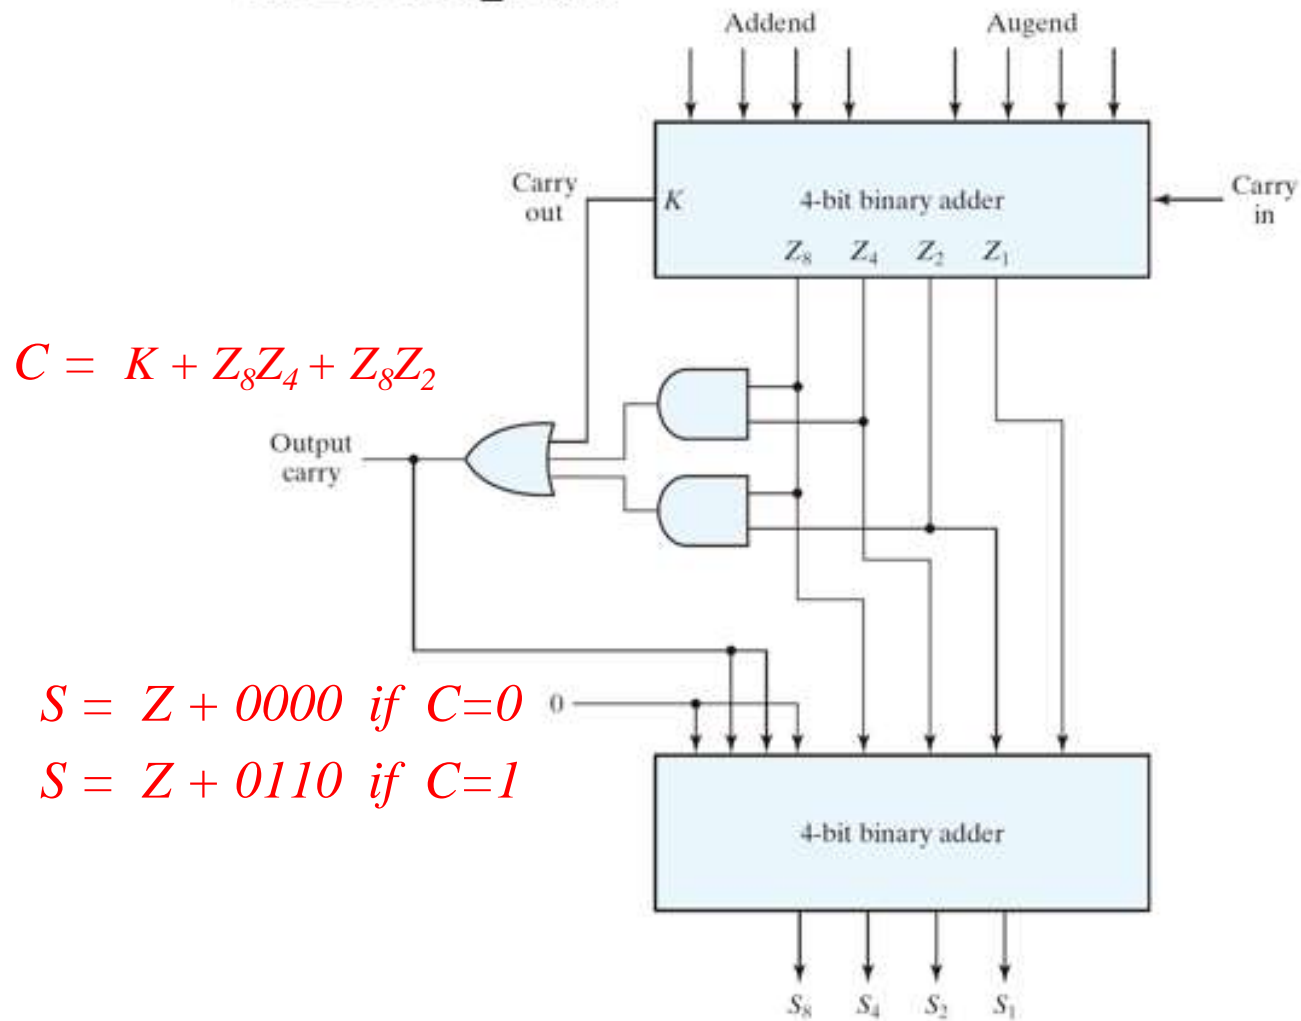 Addend Augend
Carry out
K
4-bit binary adder
Carry in
Z₈ Z₄ Z₂ Z₁
C = K + Z₈Z₄ + Z₈Z₂
Output carry
S = Z + 0000 if C=0
0
S = Z + 0110 if C=1
4-bit binary adder
S₈ S₄ S₂ S₁